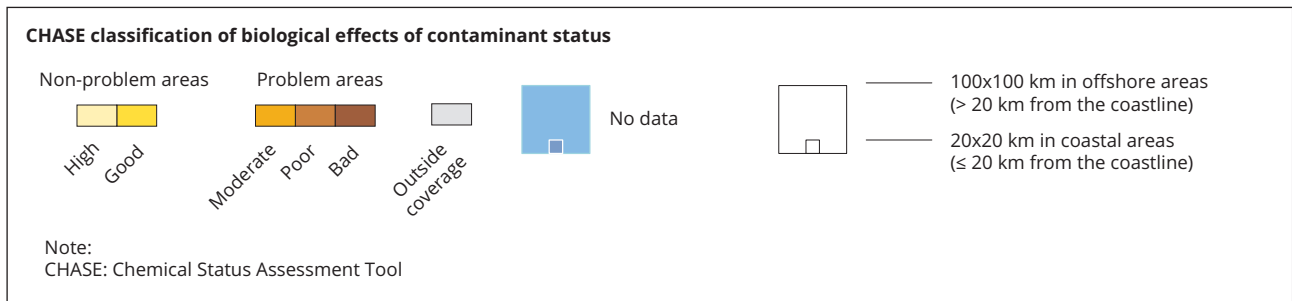 CHASE classification of biological effects of contaminant status
Non-problem areas
Problem areas
High
Good
Moderate
Poor
Bad
Outside
coverage
No data
100x100 km in offshore areas
(> 20 km from the coastline)
20x20 km in coastal areas
(≤ 20 km from the coastline)
Note:
CHASE: Chemical Status Assessment Tool